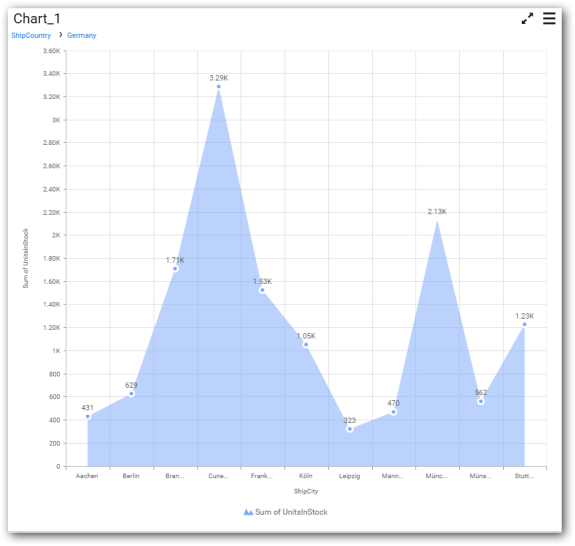 Chart_1
ShipCountry > Germany
3.60K
3.40K
3.29K
3.20K
3K
2.80K
2.60K
2.40K
2.20K
2.13K
2K
1.80K
1.71K
1.60K
1.53K
1.40K
1.23K
1.20K
1.05K
1K
800
629
600
562
470
431
400
323
200
0
Sum of UnitsInStock
Aachen Berlin Bran... Cune... Frank... Köln Leipzig Mann... Münc... Müns... Stutt...
ShipCity
Sum of UnitsInStock